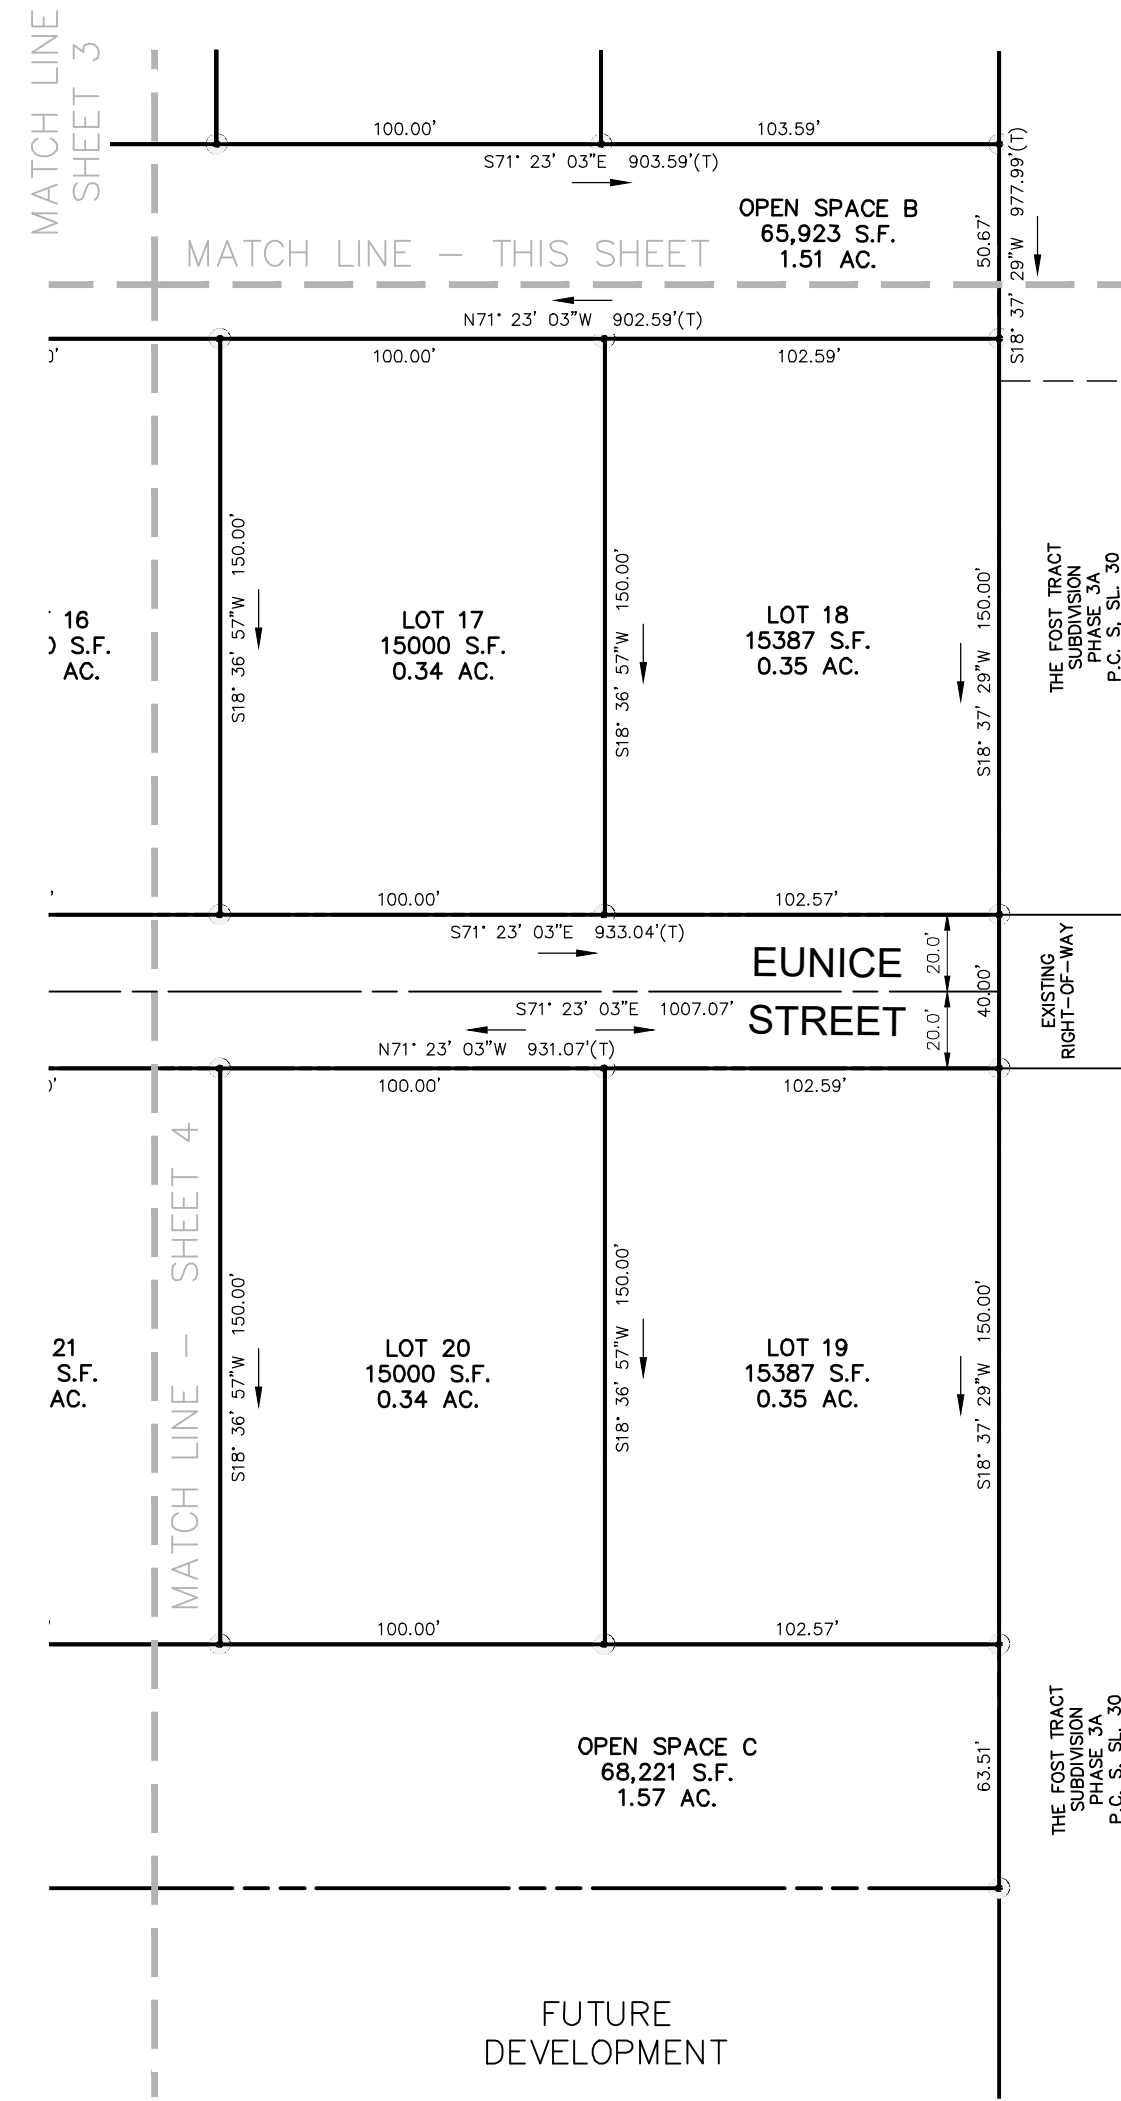 MATCH LINE
SHEET 3
100.00'
103.59'
S71° 23' 03"E 903.59'(T)
S18° 37' 29"W 977.99'(T)
50.67'
OPEN SPACE B
65,923 S.F.
1.51 AC.
MATCH LINE – THIS SHEET
N71° 23' 03"W 902.59'(T)
0'
100.00'
102.59'
S18° 36' 57"W 150.00'
S18° 36' 57"W 150.00'
S18° 37' 29"W 150.00'
16
S.F.
AC.
LOT 17
15000 S.F.
0.34 AC.
LOT 18
15387 S.F.
0.35 AC.
THE FOST TRACT
SUBDIVISION
PHASE 3A
P.C. S, SL. 30
'
100.00'
102.57'
S71° 23' 03"E 933.04'(T)
EUNICE
STREET
20.0'
20.0'
40.00'
EXISTING
RIGHT-OF-WAY
S71° 23' 03"E 1007.07'
N71° 23' 03"W 931.07'(T)
0'
100.00'
102.59'
MATCH LINE – SHEET 4
S18° 36' 57"W 150.00'
S18° 36' 57"W 150.00'
S18° 37' 29"W 150.00'
21
S.F.
AC.
LOT 20
15000 S.F.
0.34 AC.
LOT 19
15387 S.F.
0.35 AC.
'
100.00'
102.57'
OPEN SPACE C
68,221 S.F.
1.57 AC.
63.51'
THE FOST TRACT
SUBDIVISION
PHASE 3A
P.C. S, SL. 30
FUTURE
DEVELOPMENT